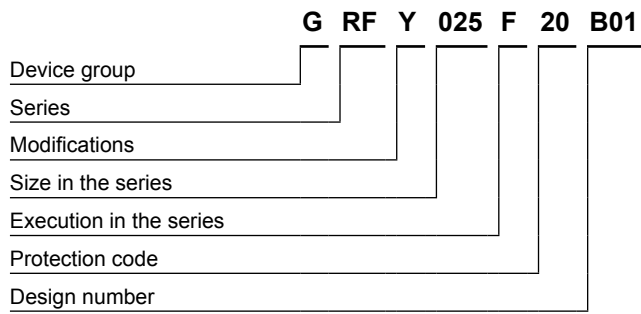 G RF Y 025 F 20 B01
Device group
Series
Modifications
Size in the series
Execution in the series
Protection code
Design number